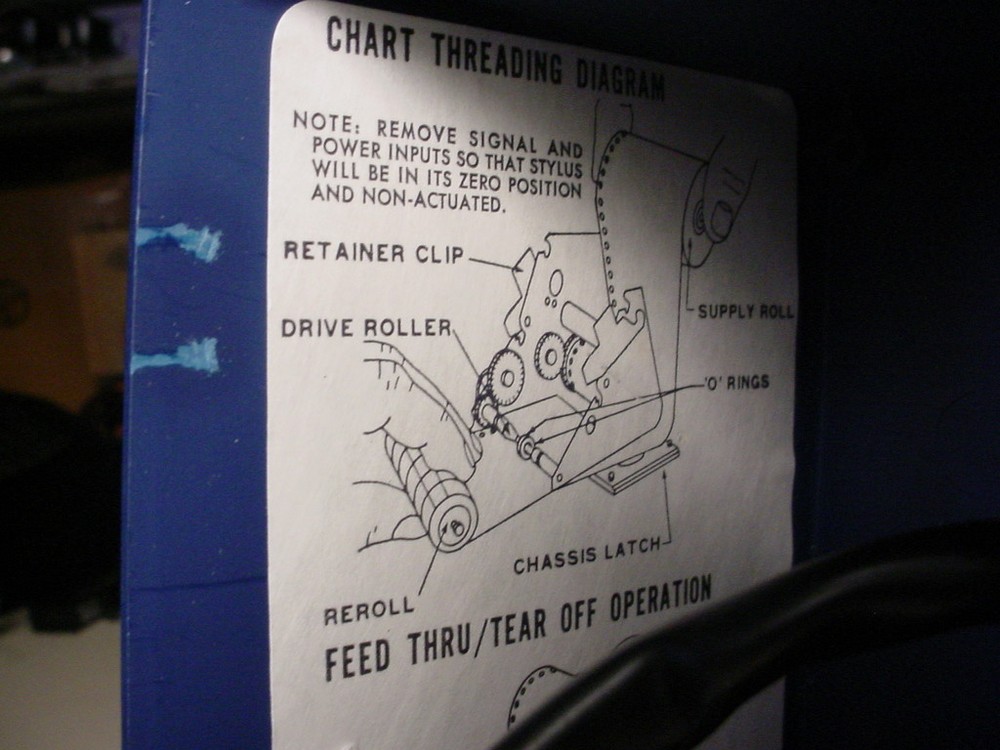 CHART THREADING DIAGRAM
NOTE: REMOVE SIGNAL AND
POWER INPUTS SO THAT STYLUS
WILL BE IN ITS ZERO POSITION
AND NON-ACTUATED.
RETAINER CLIP
SUPPLY ROLL
DRIVE ROLLER
'O' RINGS
CHASSIS LATCH
REROLL
FEED THRU/TEAR OFF OPERATION